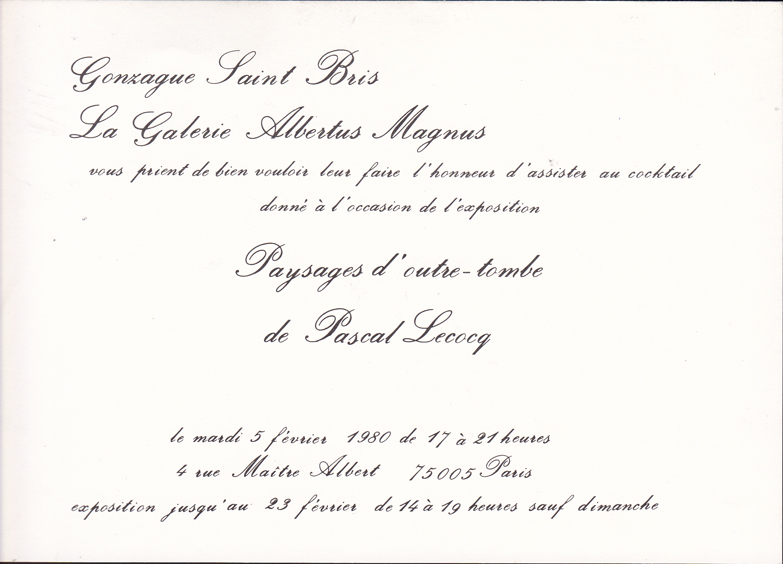 Gonzague Saint Bris
La Galerie Albertus Magnus
vous prient de bien vouloir leur faire l'honneur d'assister au cocktail
donné à l'occasion de l'exposition
Paysages d'outre-tombe
de Pascal Lecocq
le mardi 5 février 1980 de 17 à 21 heures
4 rue Maître Albert 75005 Paris
exposition jusqu'au 23 février de 14 à 19 heures sauf dimanche